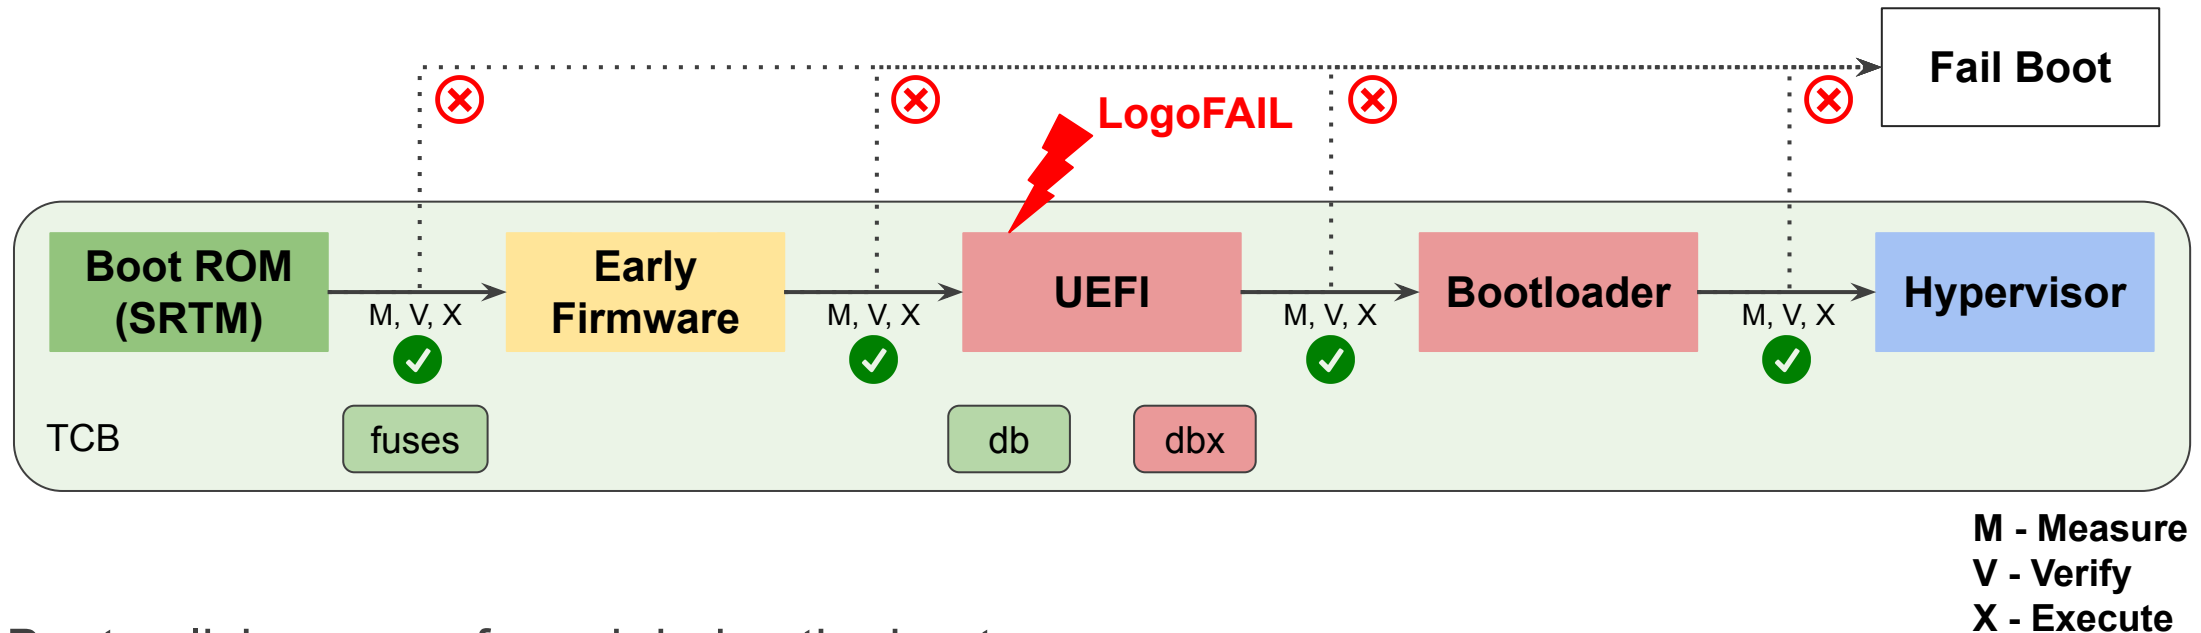 Fail Boot
LogoFAIL
Boot ROM
(SRTM)
M, V, X
Early
Firmware
M, V, X
UEFI
M, V, X
Bootloader
M, V, X
Hypervisor
TCB
fuses
db
dbx
M - Measure
V - Verify
X - Execute